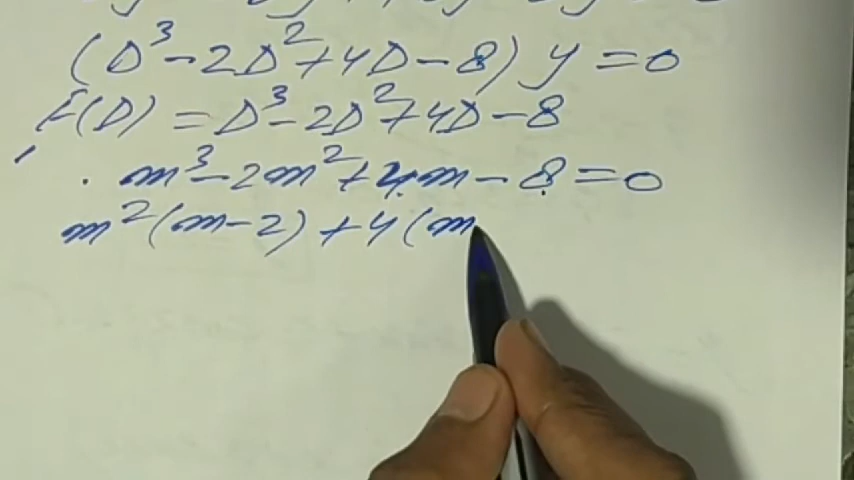 (D³-2D²+4D-8) y = 0
F(D) = D³-2D²+4D-8
m³-2m²+4m-8=0
m²(m-2)+4(m